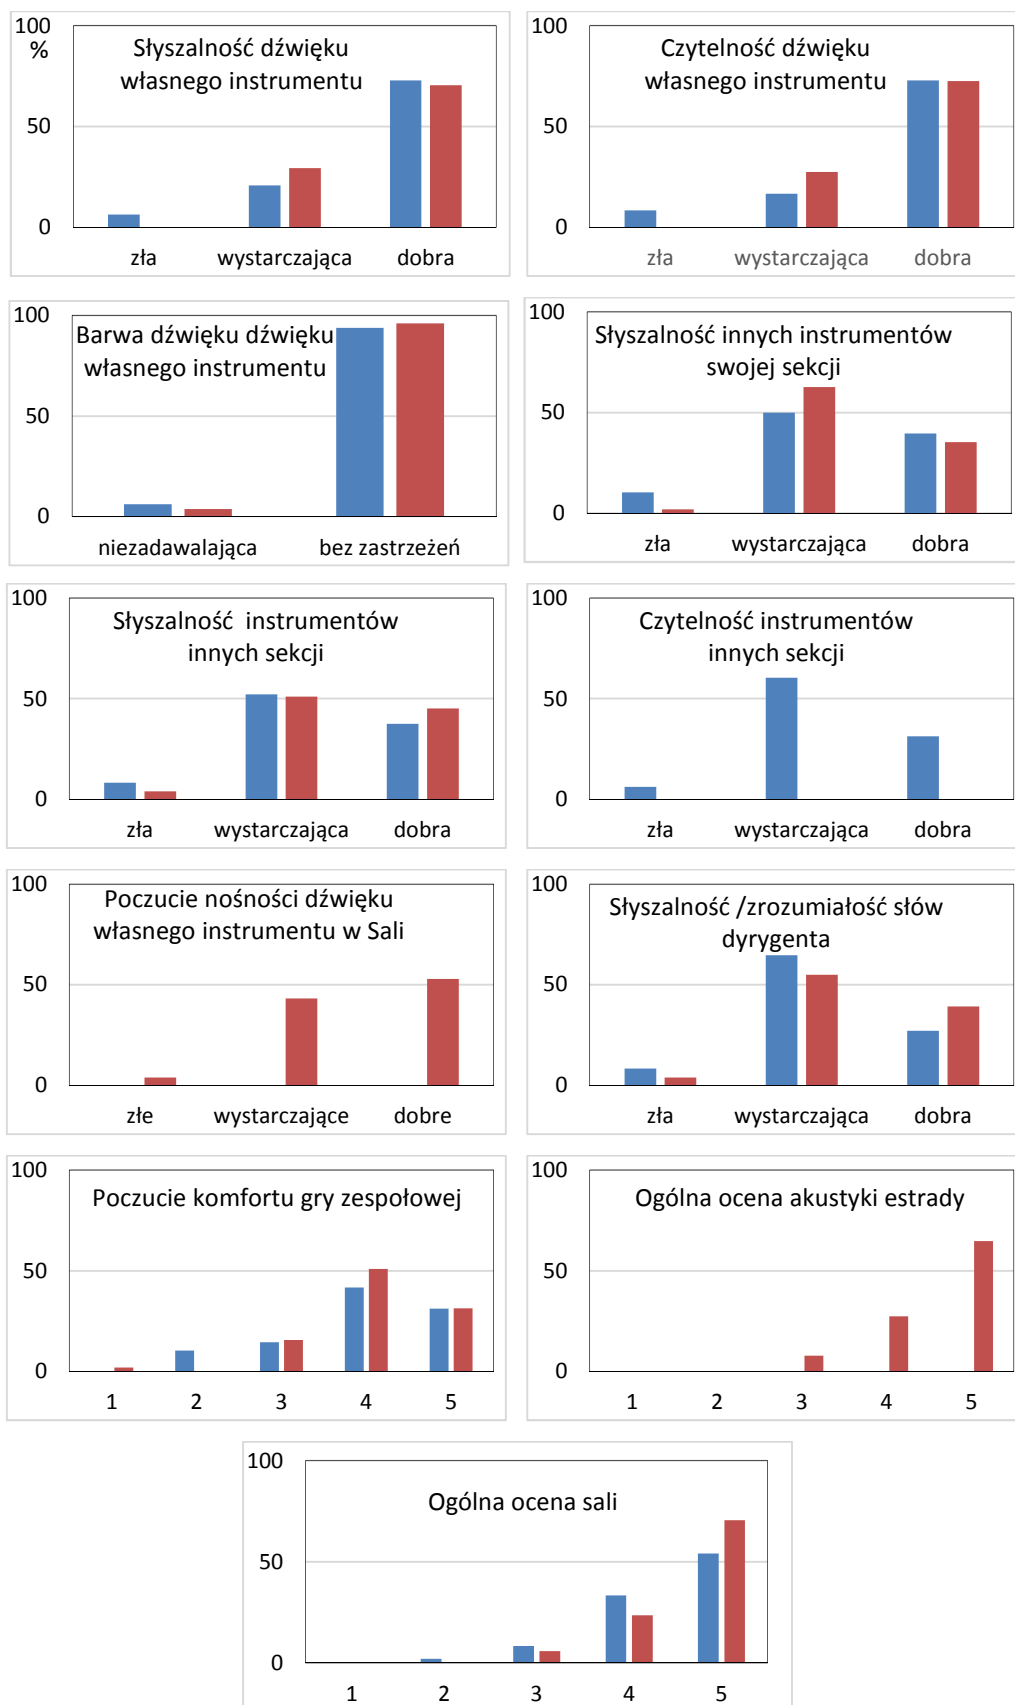 100
%
Słyszalność dźwięku
własnego instrumentu
50
0
zła wystarczająca dobra
100
Czytelność dźwięku
własnego instrumentu
50
0
zła wystarczająca dobra
100
Barwa dźwięku dźwięku
własnego instrumentu
50
0
niezadawalająca bez zastrzeżeń
100
Słyszalność innych instrumentów
swojej sekcji
50
0
zła wystarczająca dobra
100
Słyszalność instrumentów
innych sekcji
50
0
zła wystarczająca dobra
100
Czytelność instrumentów
innych sekcji
50
0
zła wystarczająca dobra
100
Poczucie nośności dźwięku
własnego instrumentu w Sali
50
0
złe wystarczające dobre
100
Słyszalność /zrozumiałość słów
dyrygenta
50
0
zła wystarczająca dobra
100
Poczucie komfortu gry zespołowej
50
0
1 2 3 4 5
100
Ogólna ocena akustyki estrady
50
0
1 2 3 4 5
100
Ogólna ocena sali
50
0
1 2 3 4 5